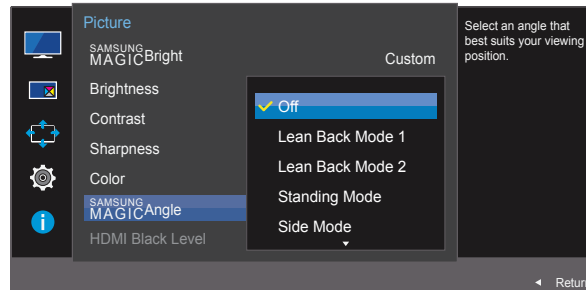 Picture
SAMSUNG
MAGICBright
Custom
Brightness
Contrast
Sharpness
Color
SAMSUNG
MAGICAngle
HDMI Black Level
Off
Lean Back Mode 1
Lean Back Mode 2
Standing Mode
Side Mode
Select an angle that
best suits your viewing
position.
Return